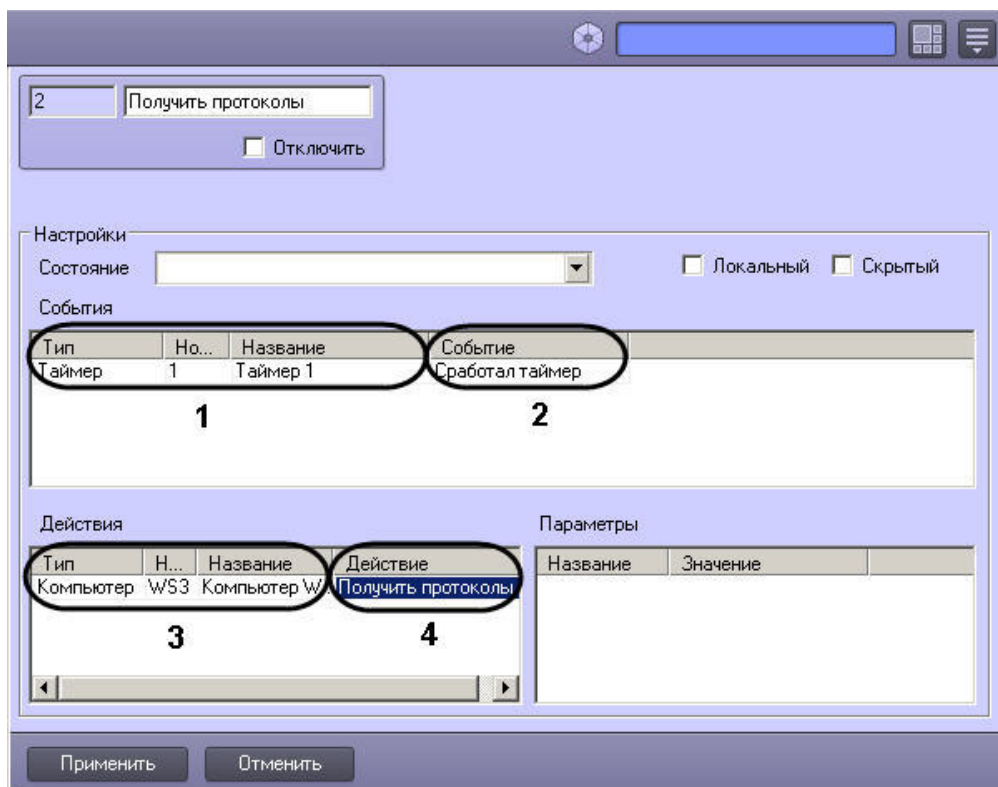 2 Получить протоколы
Отключить
Настройки
Состояние Локальный Скрытый
События
Тип Но... Название Событие
Таймер 1 Таймер 1 Сработал таймер
1 2
Действия Параметры
Тип Н... Название Действие Название Значение
Компьютер WS3 Компьютер W... Получить протоколы
3 4
Применить Отменить